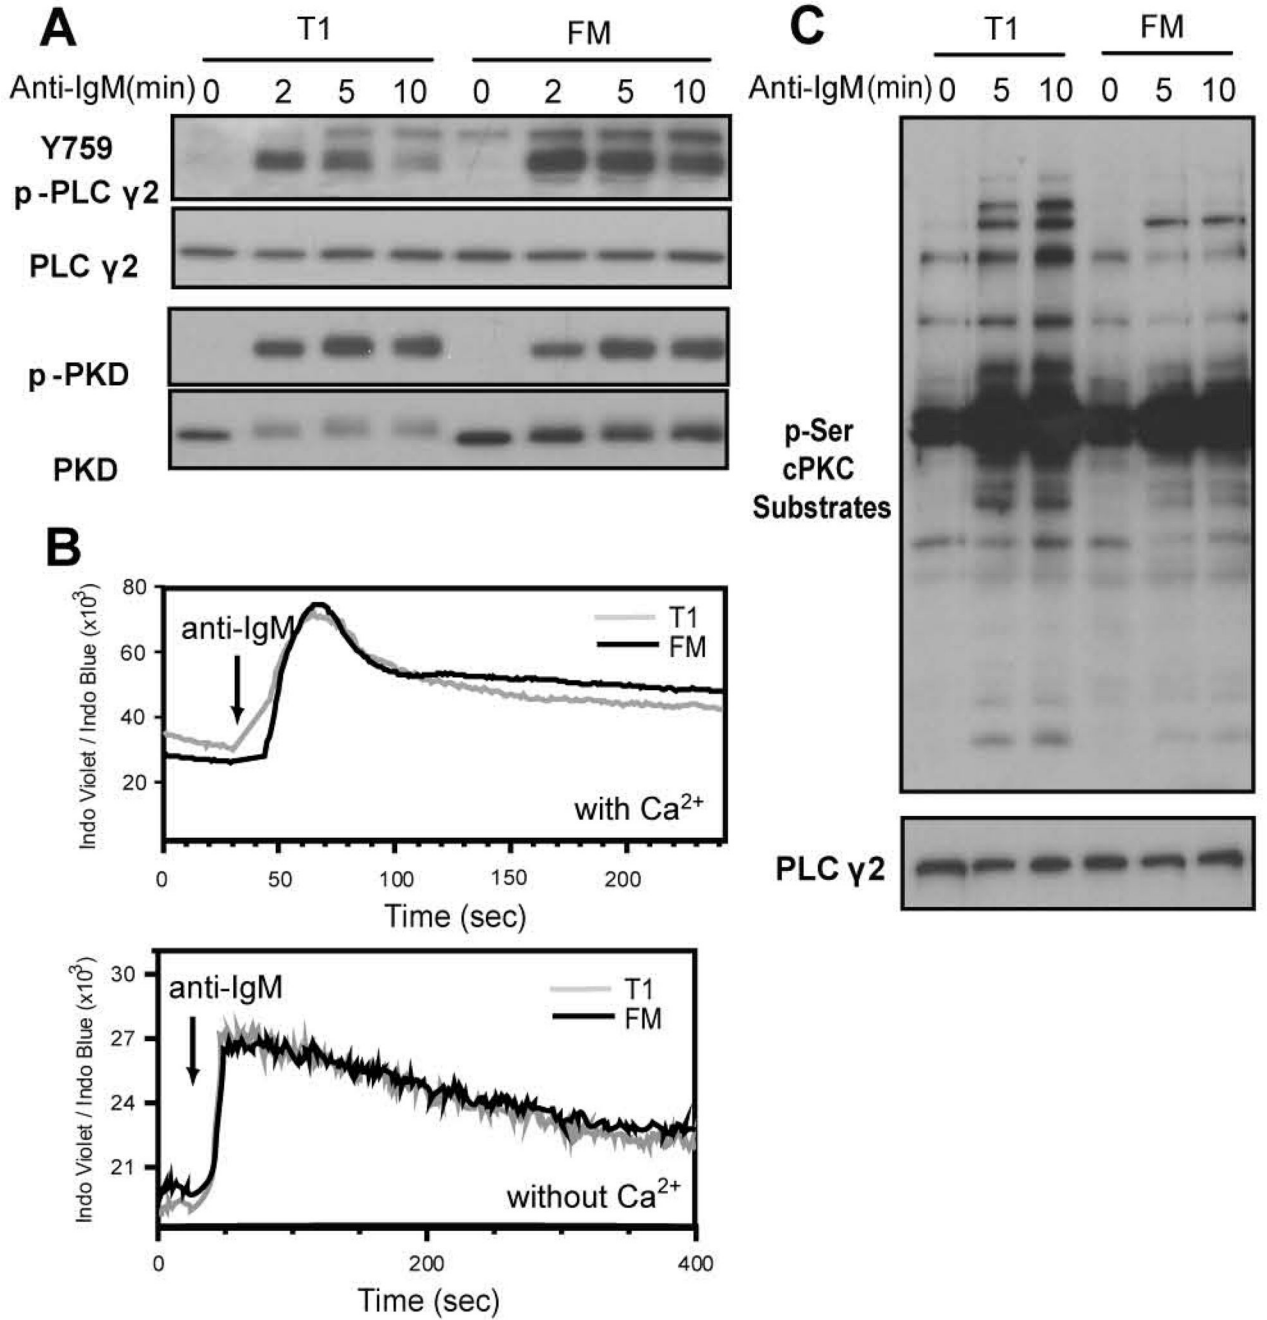 A
T1
FM
Anti-IgM(min) 0 2 5 10 0 2 5 10
Y759
p-PLC γ2
PLC γ2
p-PKD
PKD
B
80
60
40
20
Indo Violet / Indo Blue (x10³)
anti-IgM
T1
FM
with Ca²⁺
0 50 100 150 200
Time (sec)
30
27
24
21
Indo Violet / Indo Blue (x10³)
anti-IgM
T1
FM
without Ca²⁺
0 200 400
Time (sec)
C
T1
FM
Anti-IgM(min) 0 5 10 0 5 10
p-Ser
cPKC
Substrates
PLC γ2